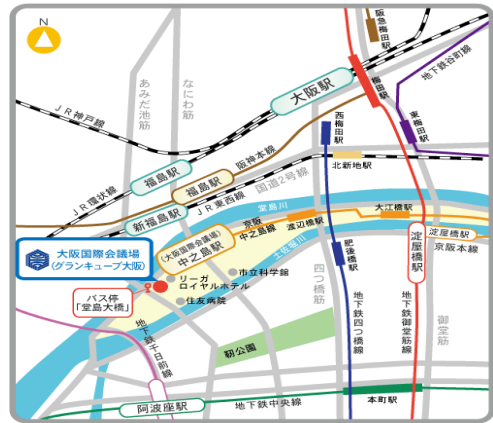 N
阪急梅田駅
地下鉄谷町線
あみだ池筋
なにわ筋
大阪駅
梅田駅
JR神戸線
西梅田駅
東梅田駅
福島駅
阪神本線
北新地駅
JR環状線
福島駅
国道2号線
JR東西線
新福島駅
堂島川
大江橋駅
京阪
中之島線
渡辺橋駅
(大阪国際会議場)
中之島駅
土佐堀川
淀屋橋駅
京阪本線
淀屋橋駅
肥後橋駅
大阪国際会議場
(グランキューブ大阪)
リーガ
ロイヤルホテル
市立科学館
住友病院
バス停
「堂島大橋」
四つ橋筋
地下鉄四つ橋線
地下鉄御堂筋線
御堂筋
地下鉄千日前線
靭公園
阿波座駅
地下鉄中央線
本町駅